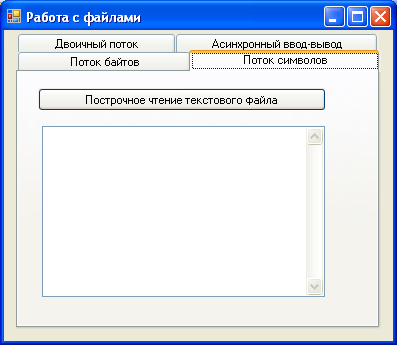 Работа с файлами
Двоичный поток
Асинхронный ввод-вывод
Поток байтов
Поток символов
Построчное чтение текстового файла